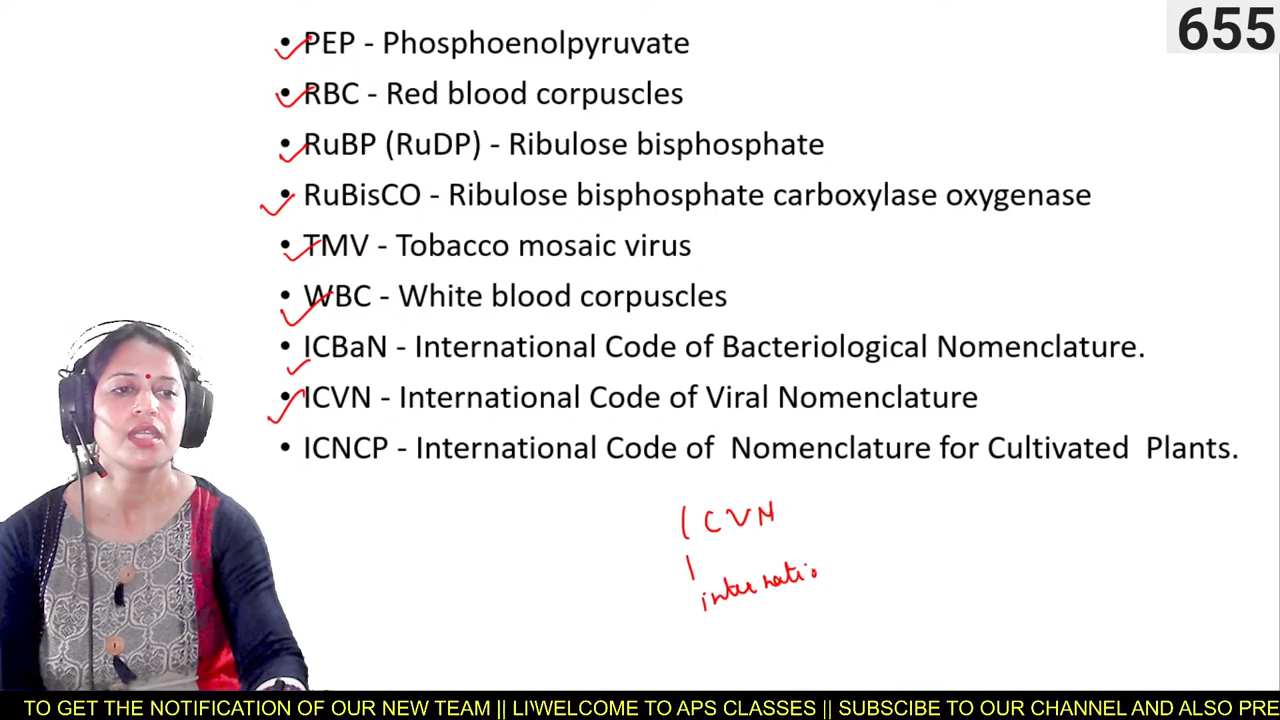 655
• PEP - Phosphoenolpyruvate
• RBC - Red blood corpuscles
• RuBP (RuDP) - Ribulose bisphosphate
• RuBisCO - Ribulose bisphosphate carboxylase oxygenase
• TMV - Tobacco mosaic virus
• WBC - White blood corpuscles
• ICBaN - International Code of Bacteriological Nomenclature.
• ICVN - International Code of Viral Nomenclature
• ICNCP - International Code of Nomenclature for Cultivated Plants.
ICVN
internati
TO GET THE NOTIFICATION OF OUR NEW TEAM || LI\WELCOME TO APS CLASSES || SUBSCIBE TO OUR CHANNEL AND ALSO PRE